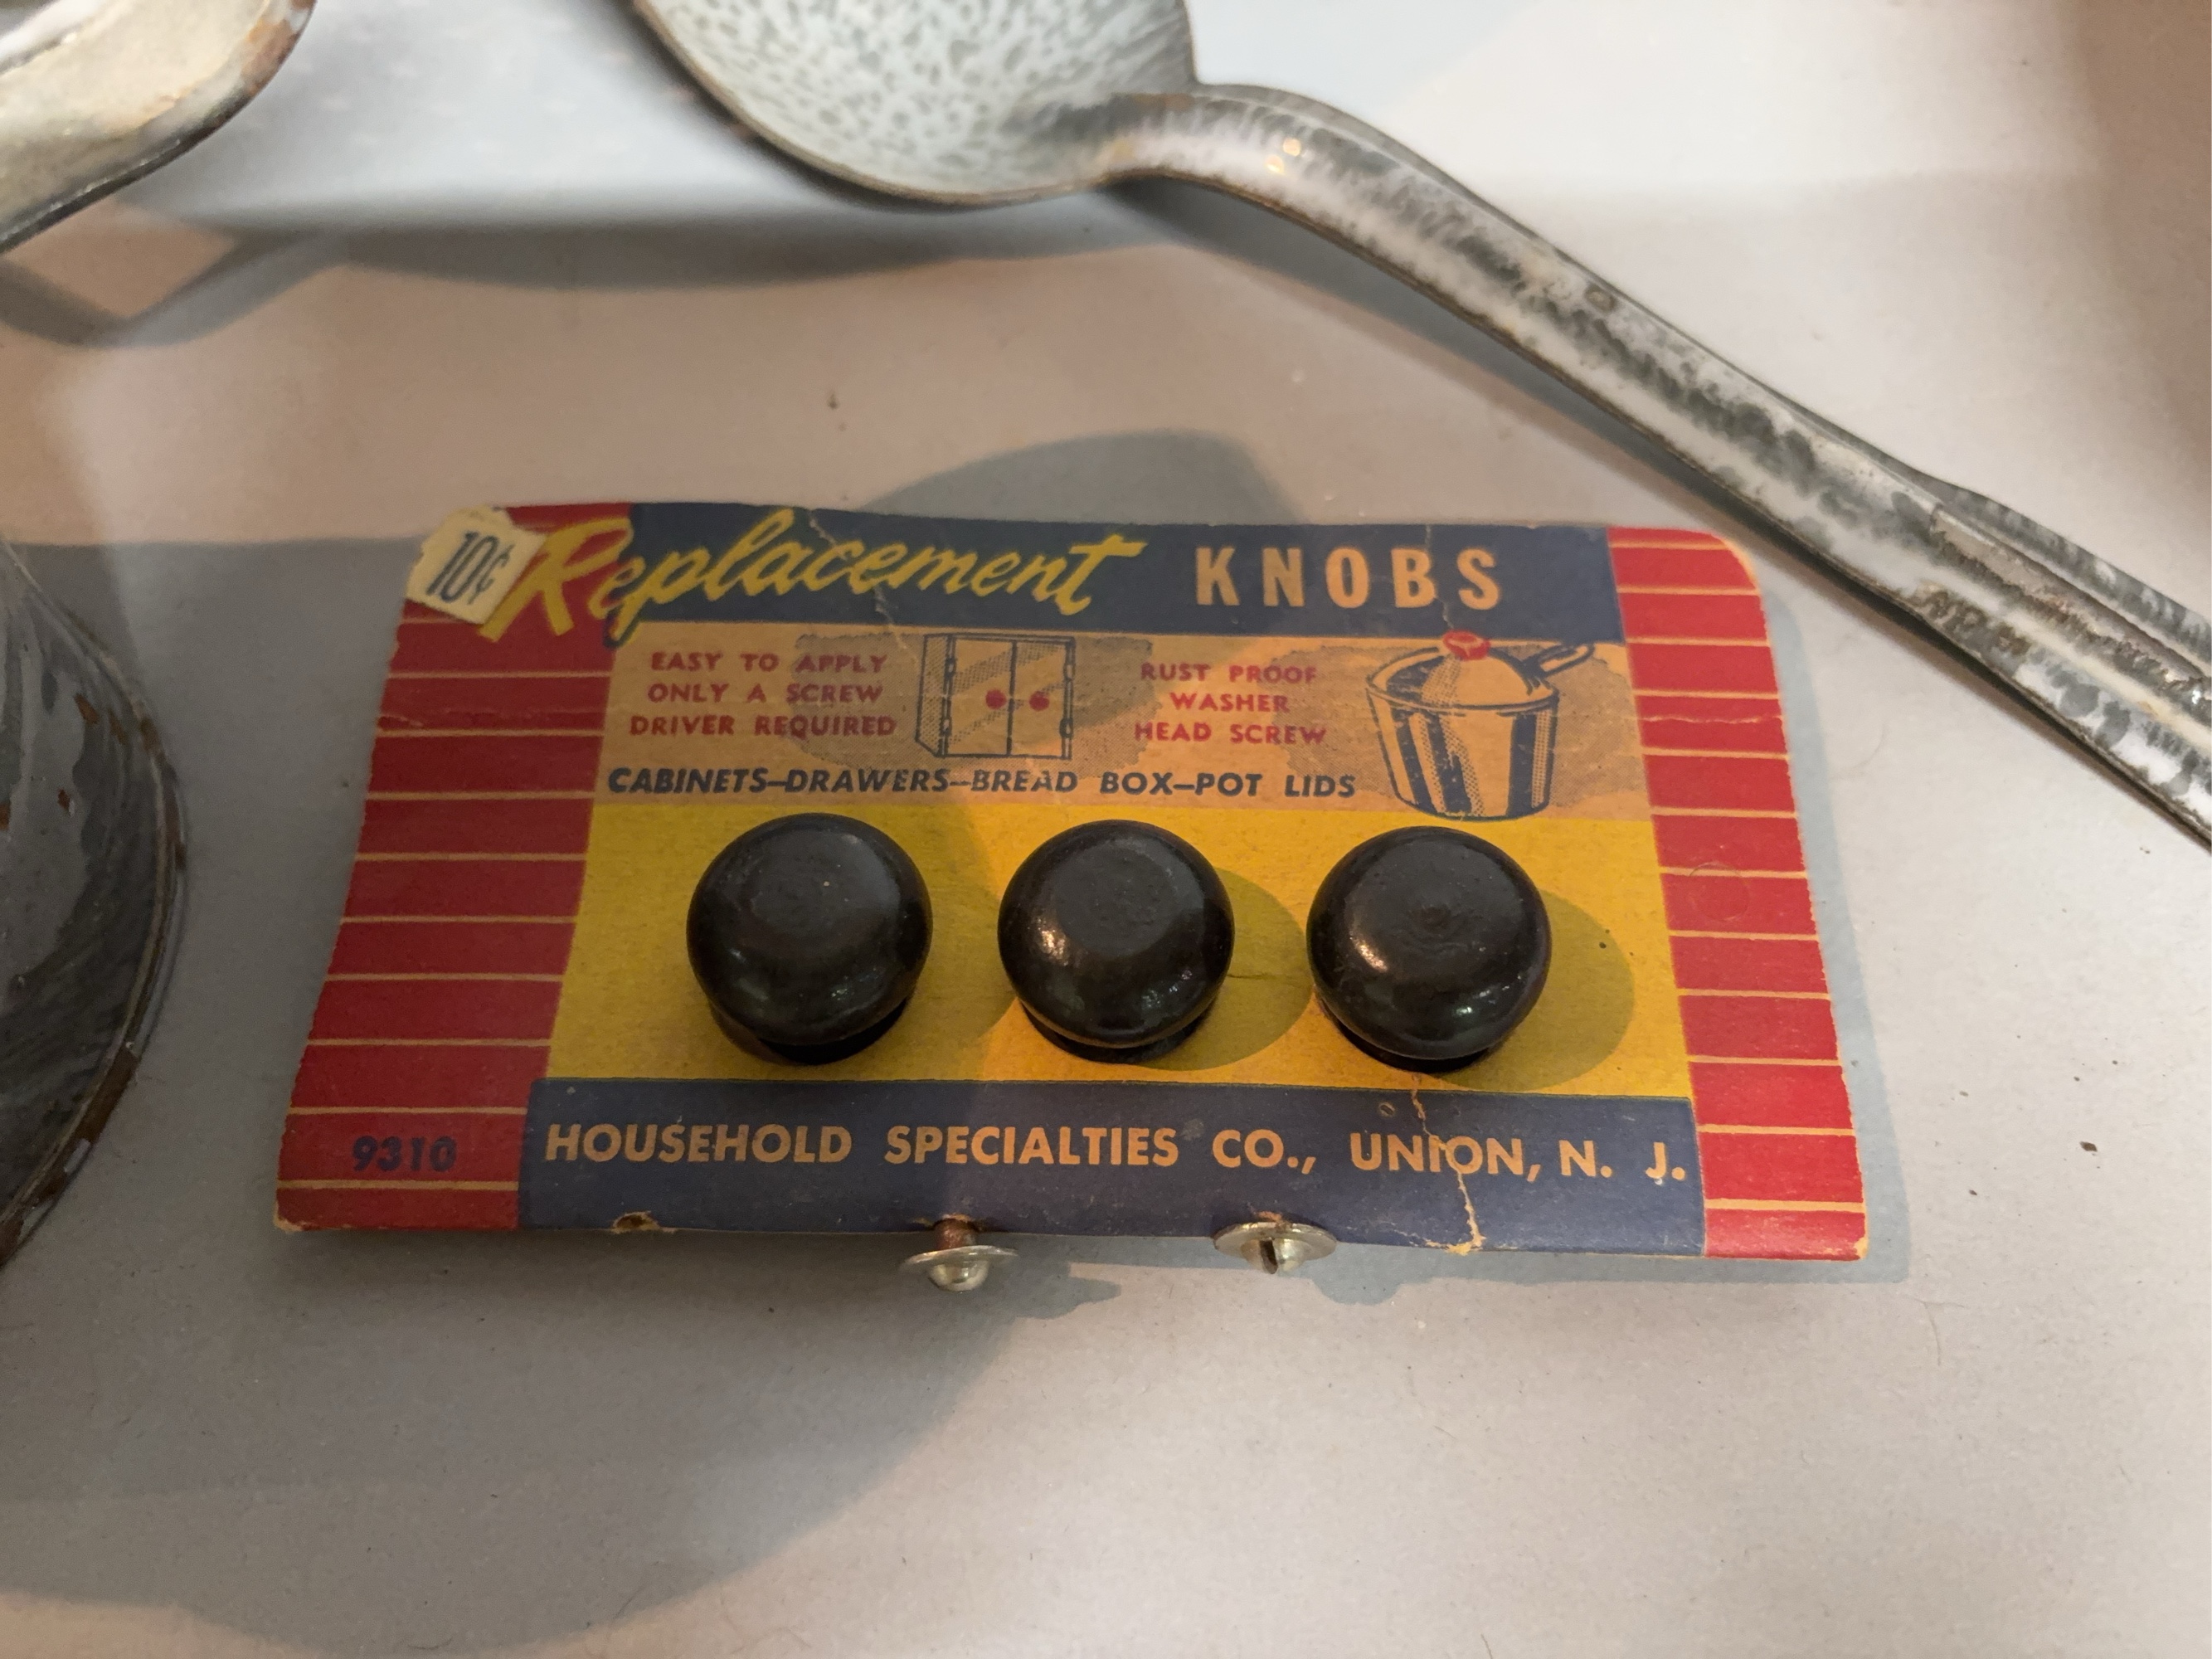 10¢
Replacement KNOBS
EASY TO APPLY
ONLY A SCREW
DRIVER REQUIRED
RUST PROOF
WASHER
HEAD SCREW
CABINETS–DRAWERS–BREAD BOX–POT LIDS
9310
HOUSEHOLD SPECIALTIES CO., UNION, N. J.